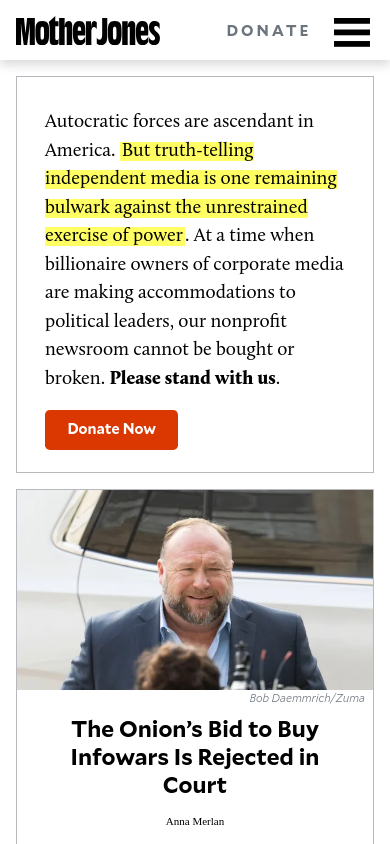 Mother Jones
DONATE
Autocratic forces are ascendant in
America. But truth-telling
independent media is one remaining
bulwark against the unrestrained
exercise of power. At a time when
billionaire owners of corporate media
are making accommodations to
political leaders, our nonprofit
newsroom cannot be bought or
broken. Please stand with us.
Donate Now
Bob Daemmrich/Zuma
The Onion’s Bid to Buy
Infowars Is Rejected in
Court
Anna Merlan